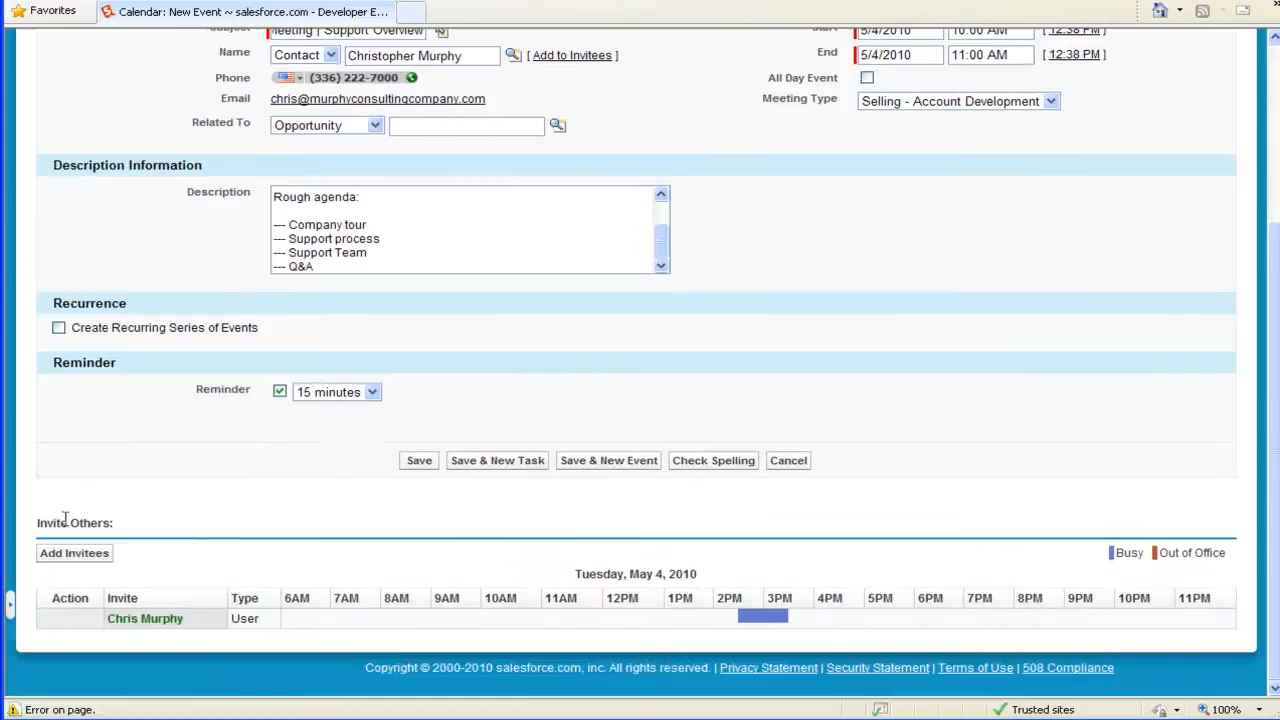 Favorites Calendar: New Event ~ salesforce.com - Developer E...
Subject Meeting | Support Overview Start 5/4/2010 10:00 AM [ 12:38 PM ]
Name Contact Christopher Murphy [ Add to Invitees ] End 5/4/2010 11:00 AM [ 12:38 PM ]
Phone (336) 222-7000 All Day Event
Email chris@murphyconsultingcompany.com Meeting Type Selling - Account Development
Related To Opportunity
Description Information
Description Rough agenda:
--- Company tour
--- Support process
--- Support Team
--- Q&A
Recurrence
Create Recurring Series of Events
Reminder
Reminder 15 minutes
Save Save & New Task Save & New Event Check Spelling Cancel
Invite Others:
Add Invitees Busy Out of Office
Tuesday, May 4, 2010
Action Invite Type 6AM 7AM 8AM 9AM 10AM 11AM 12PM 1PM 2PM 3PM 4PM 5PM 6PM 7PM 8PM 9PM 10PM 11PM
Chris Murphy User
Copyright © 2000-2010 salesforce.com, inc. All rights reserved. | Privacy Statement | Security Statement | Terms of Use | 508 Compliance
Error on page. Trusted sites 100%